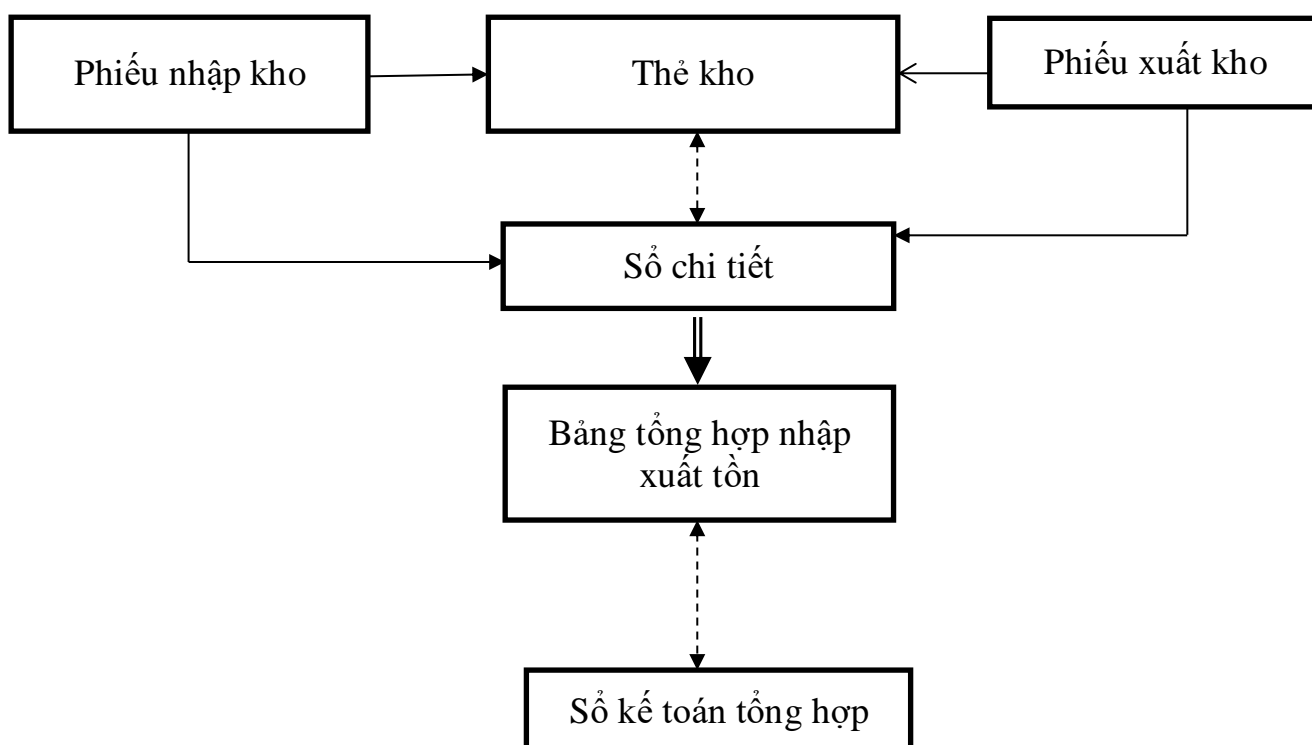 Phiếu nhập kho
Thẻ kho
Phiếu xuất kho
Sổ chi tiết
Bảng tổng hợp nhập
xuất tồn
Sổ kế toán tổng hợp